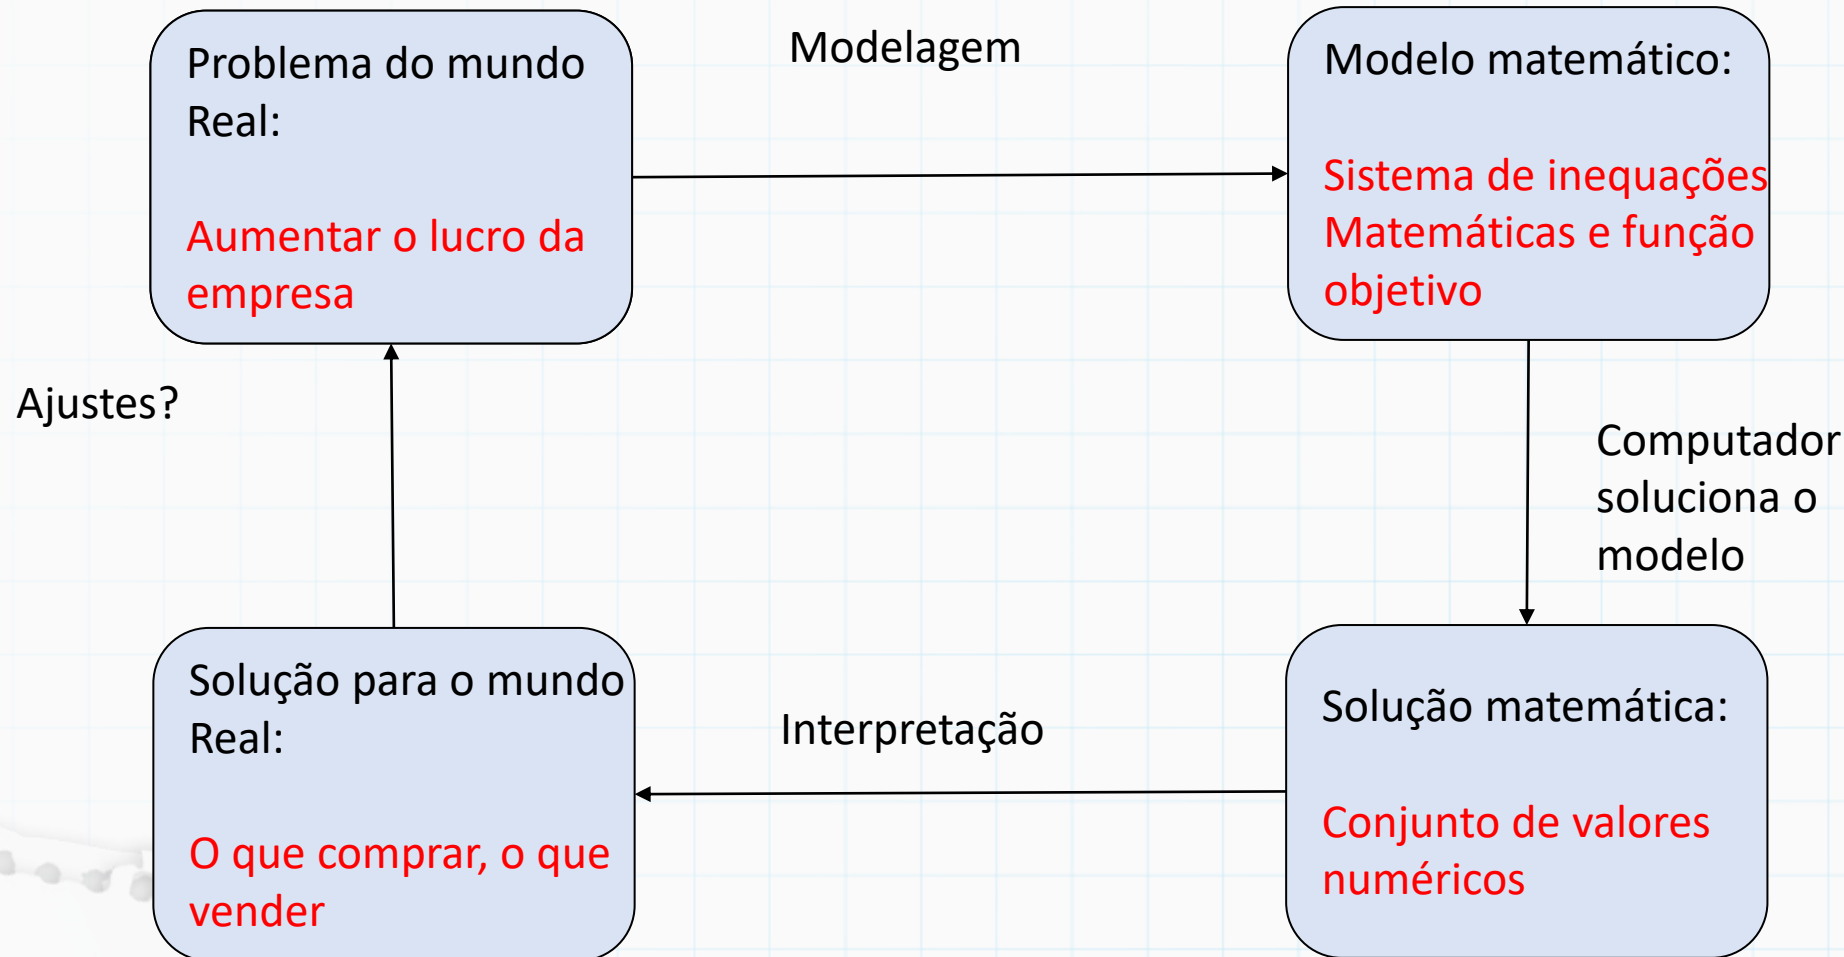 Problema do mundo
Real:
Aumentar o lucro da
empresa
Modelagem
Modelo matemático:
Sistema de inequações
Matemáticas e função
objetivo
Computador
soluciona o
modelo
Solução matemática:
Conjunto de valores
numéricos
Interpretação
Solução para o mundo
Real:
O que comprar, o que
vender
Ajustes?